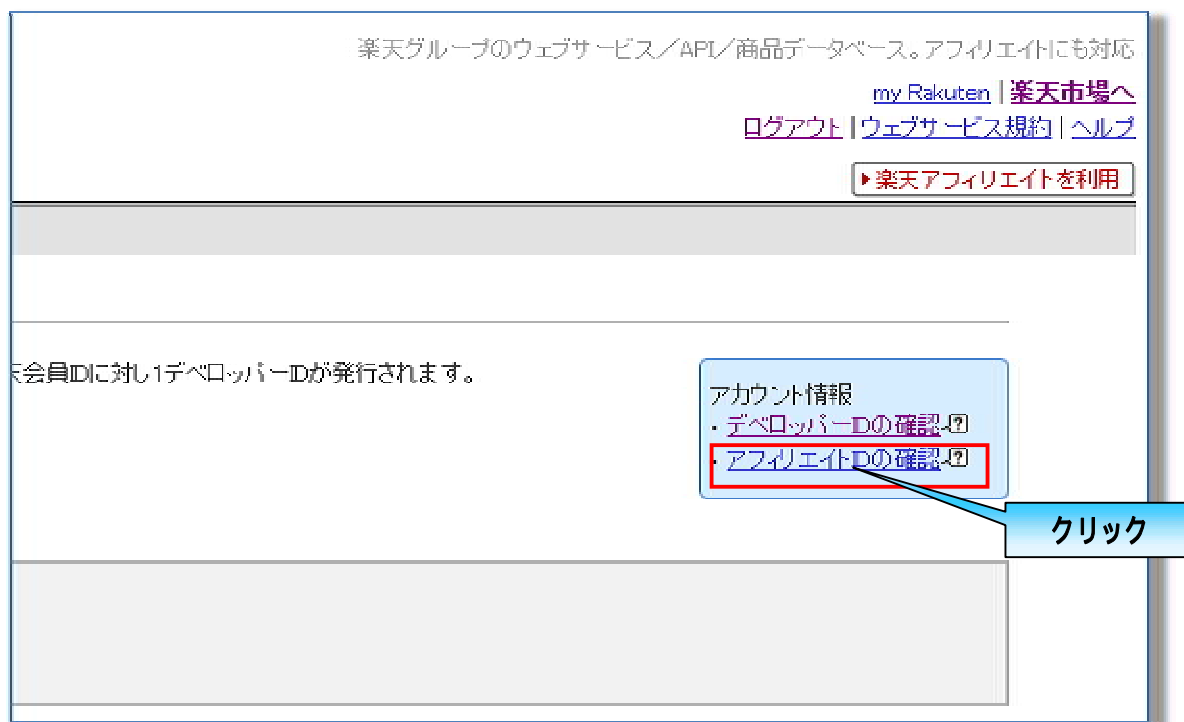 楽天グループのウェブサービス／API／商品データベース。アフィリエイトにも対応
my Rakuten | 楽天市場へ
ログアウト | ウェブサービス規約 | ヘルプ
楽天アフィリエイトを利用
会員IDに対し1デベロッパーIDが発行されます。
アカウント情報
・デベロッパーIDの確認 ?
・アフィリエイトIDの確認 ?
クリック